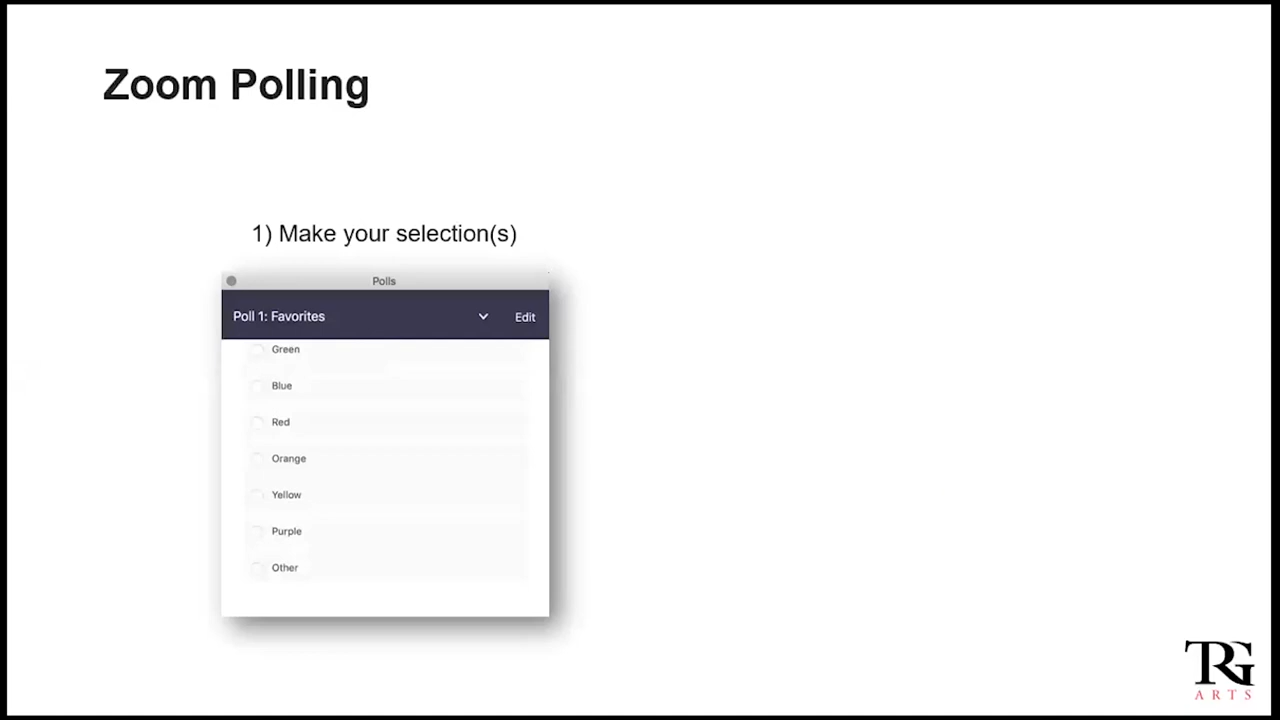 Zoom Polling
1) Make your selection(s)
Polls
Poll 1: Favorites
Edit
Green
Blue
Red
Orange
Yellow
Purple
Other
TRG
ARTS